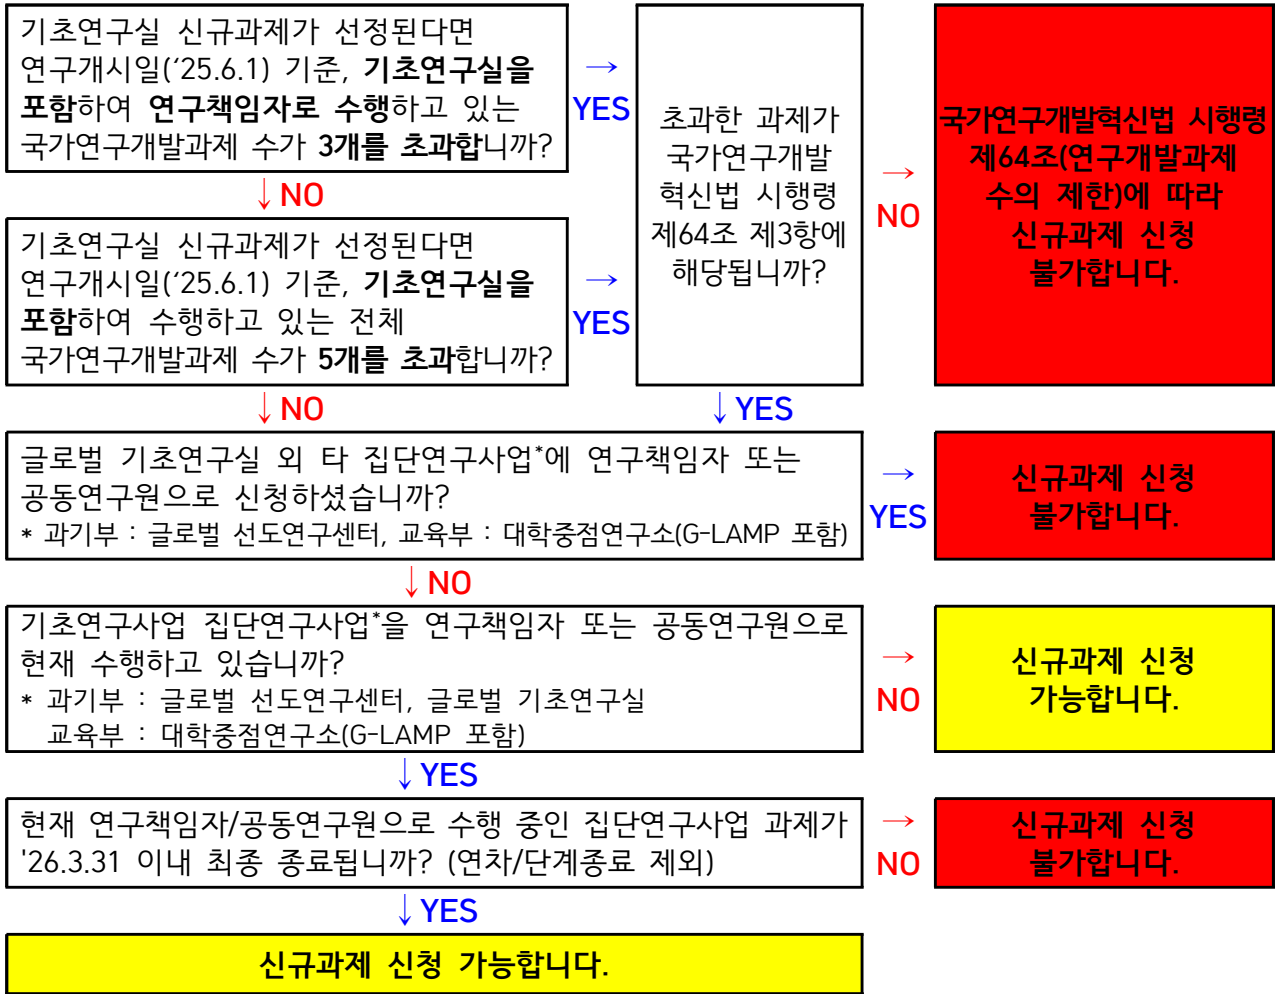 기초연구실 신규과제가 선정된다면
연구개시일(‘25.6.1) 기준, 기초연구실을
포함하여 연구책임자로 수행하고 있는
국가연구개발과제 수가 3개를 초과합니까?
→
YES
↓NO
기초연구실 신규과제가 선정된다면
연구개시일(‘25.6.1) 기준, 기초연구실을
포함하여 수행하고 있는 전체
국가연구개발과제 수가 5개를 초과합니까?
→
YES
↓NO
초과한 과제가
국가연구개발
혁신법 시행령
제64조 제3항에
해당됩니까?
→
NO
↓YES
국가연구개발혁신법 시행령
제64조(연구개발과제
수의 제한)에 따라
신규과제 신청
불가합니다.
글로벌 기초연구실 외 타 집단연구사업*에 연구책임자 또는
공동연구원으로 신청하셨습니까?
* 과기부 : 글로벌 선도연구센터, 교육부 : 대학중점연구소(G-LAMP 포함)
→
YES
신규과제 신청
불가합니다.
↓NO
기초연구사업 집단연구사업*을 연구책임자 또는 공동연구원으로
현재 수행하고 있습니까?
* 과기부 : 글로벌 선도연구센터, 글로벌 기초연구실
교육부 : 대학중점연구소(G-LAMP 포함)
→
NO
신규과제 신청
가능합니다.
↓YES
현재 연구책임자/공동연구원으로 수행 중인 집단연구사업 과제가
'26.3.31 이내 최종 종료됩니까? (연차/단계종료 제외)
→
NO
신규과제 신청
불가합니다.
↓YES
신규과제 신청 가능합니다.